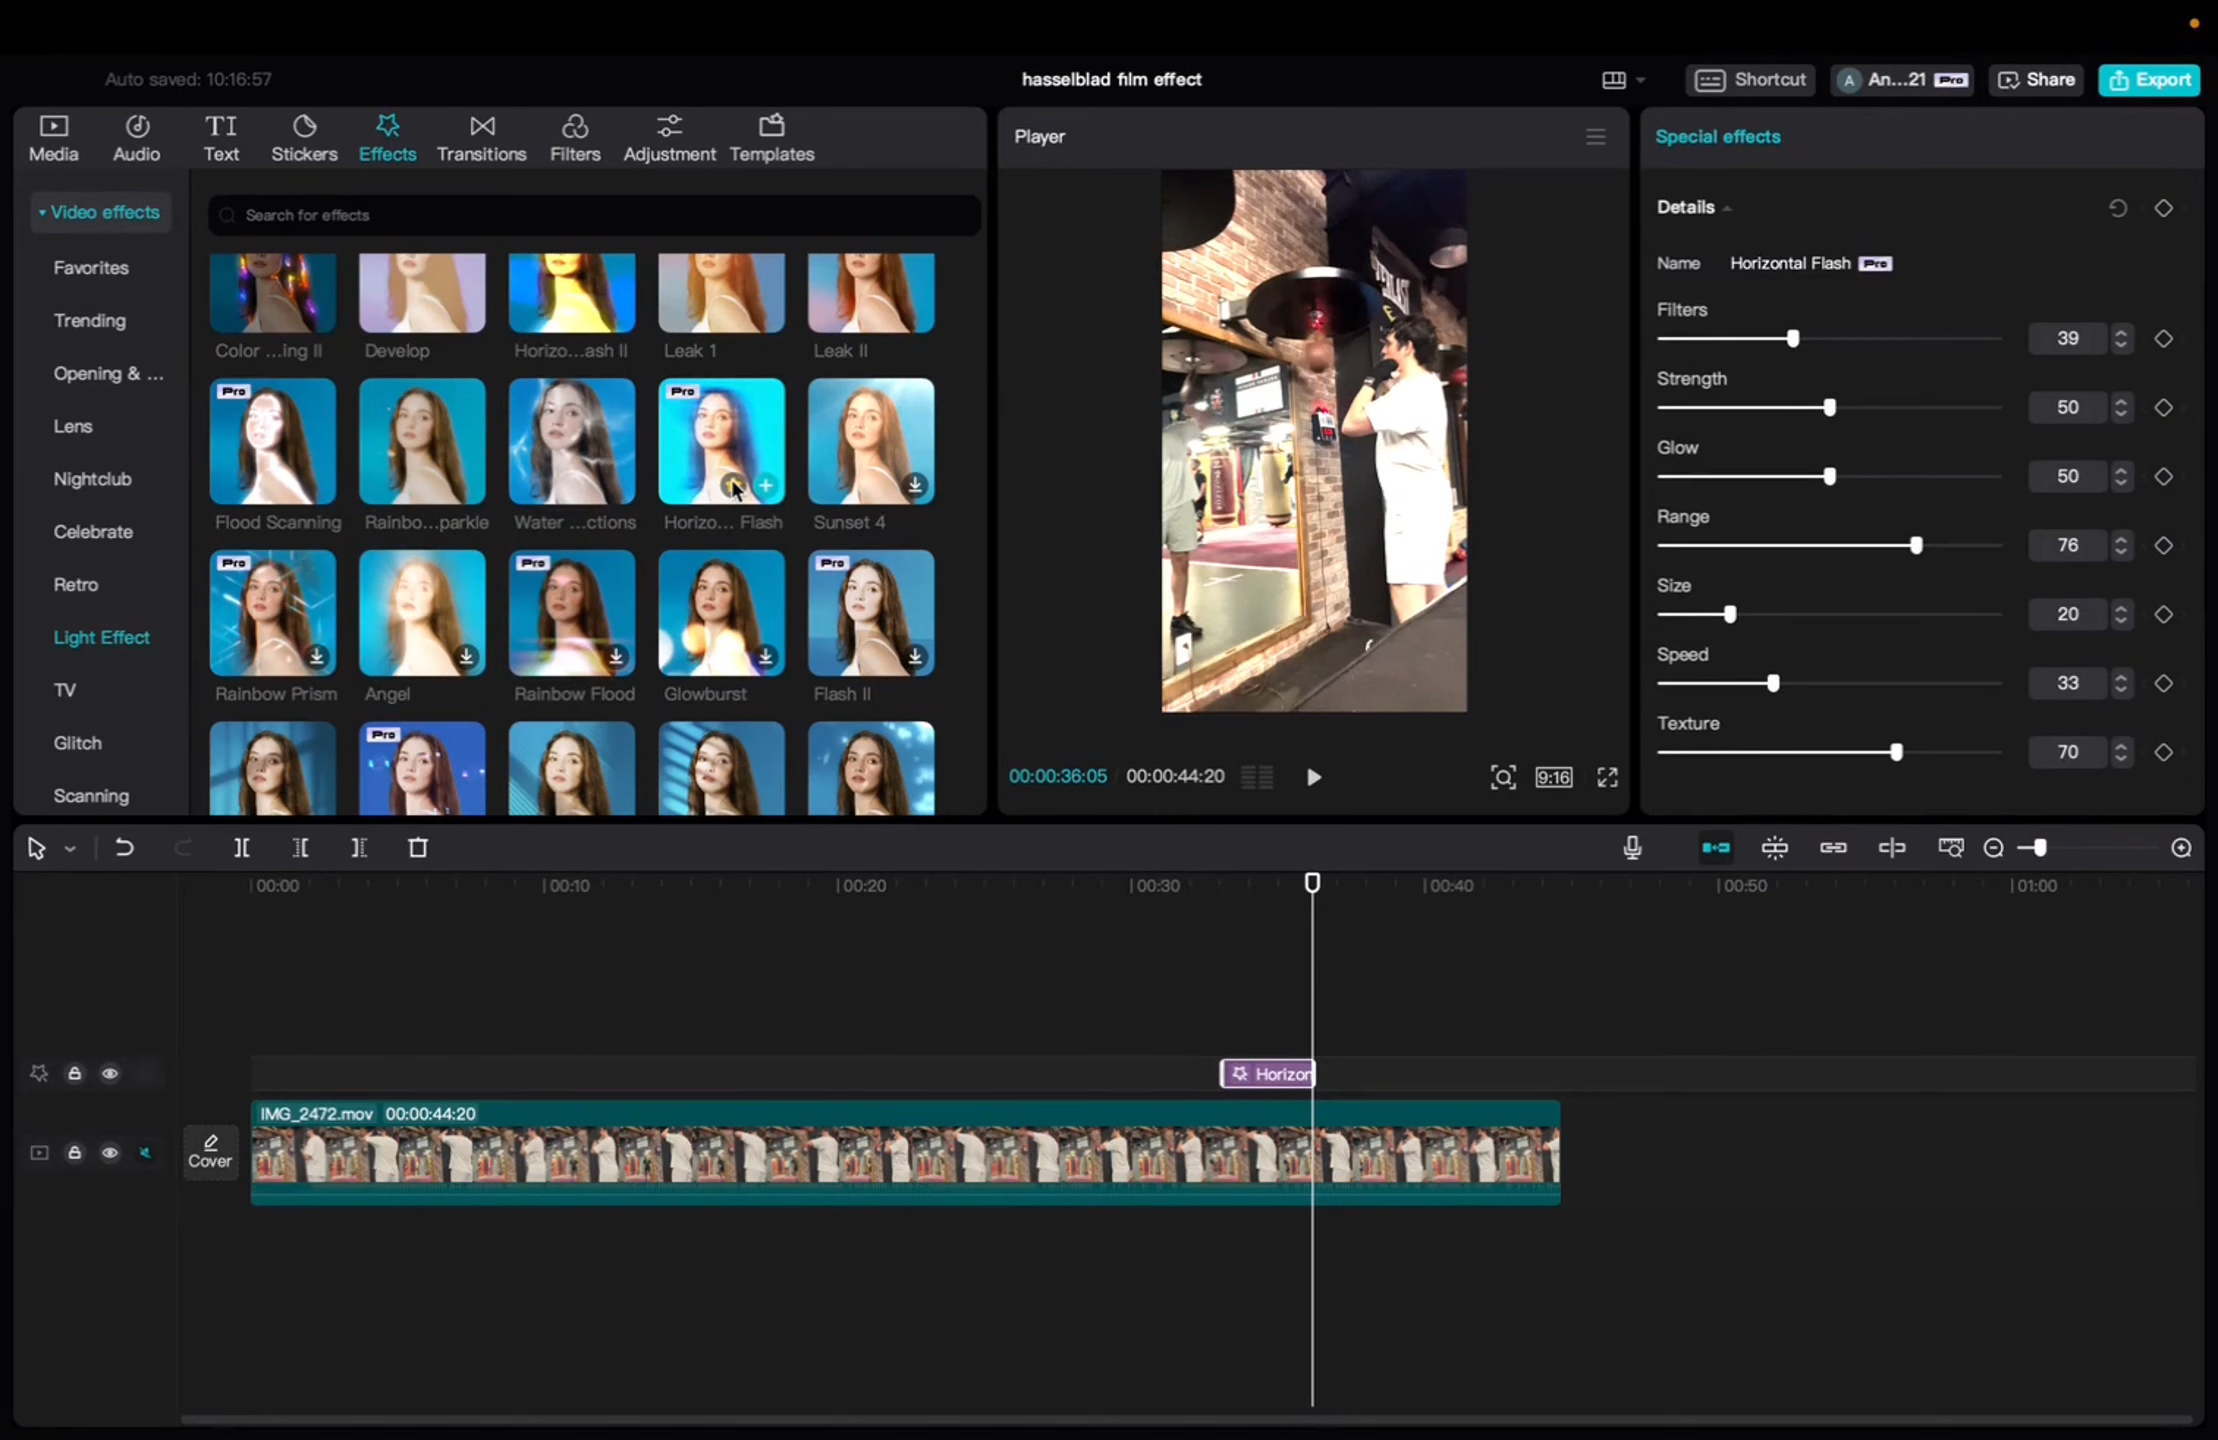 Auto saved: 10:16:57
hasselblad film effect
Shortcut
A An...21 Pro
Share
Export
Media
Audio
TI Text
Stickers
Effects
Transitions
Filters
Adjustment
Templates
Player
Special effects
Video effects
Favorites
Trending
Opening & ...
Lens
Nightclub
Celebrate
Retro
Light Effect
TV
Glitch
Scanning
Search for effects
Color ...ing II
Develop
Horizo...ash II
Leak 1
Leak II
Pro
Pro
Flood Scanning
Rainbo...parkle
Water ...ctions
Horizo... Flash
Sunset 4
Pro
Pro
Pro
Rainbow Prism
Angel
Rainbow Flood
Glowburst
Flash II
Pro
00:00:36:05
00:00:44:20
9:16
Details
Name Horizontal Flash Pro
Filters
39
Strength
50
Glow
50
Range
76
Size
20
Speed
33
Texture
70
00:00
00:10
00:20
00:30
00:40
00:50
01:00
Horizon
IMG_2472.mov 00:00:44:20
Cover